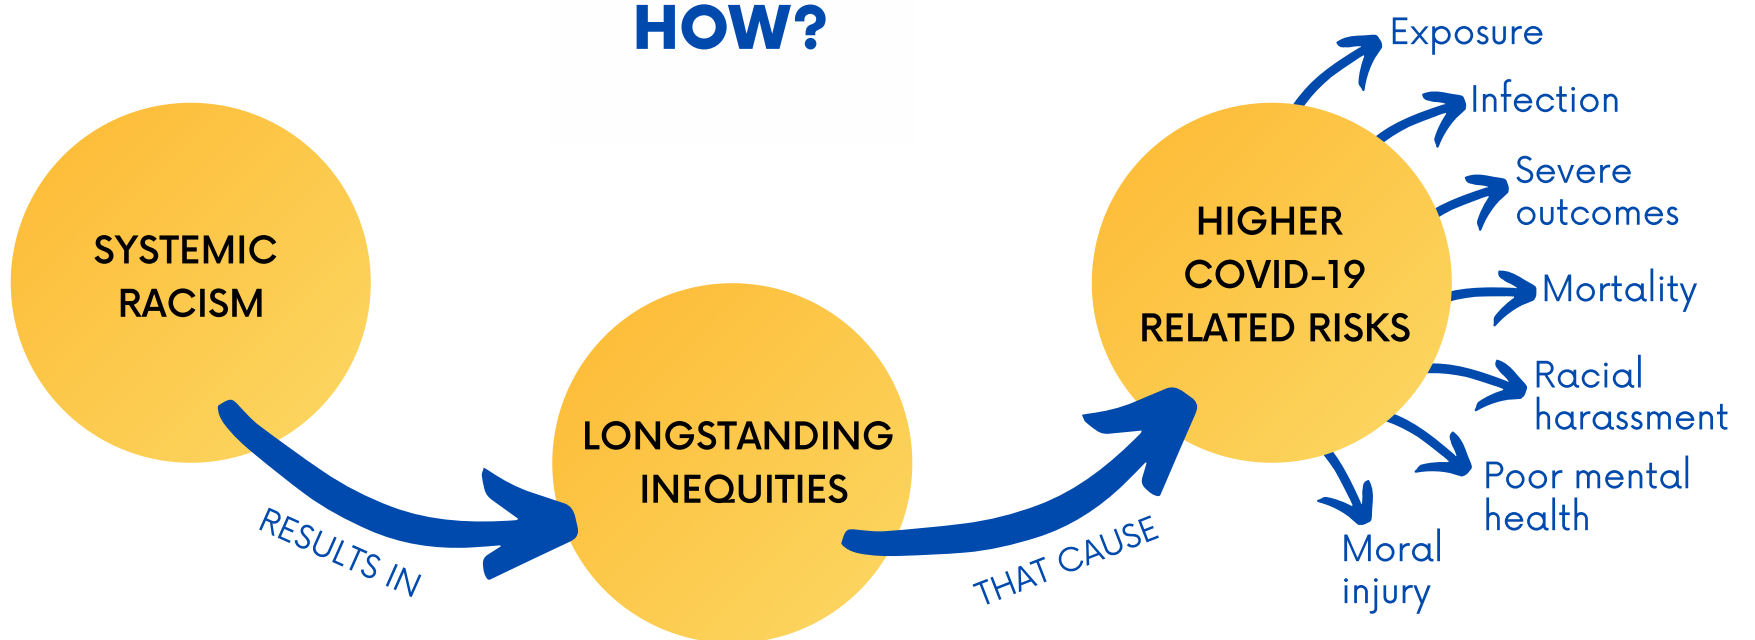 HOW?
SYSTEMIC
RACISM
RESULTS IN
LONGSTANDING
INEQUITIES
THAT CAUSE
HIGHER
COVID-19
RELATED RISKS
Exposure
Infection
Severe
outcomes
Mortality
Racial
harassment
Poor mental
health
Moral
injury